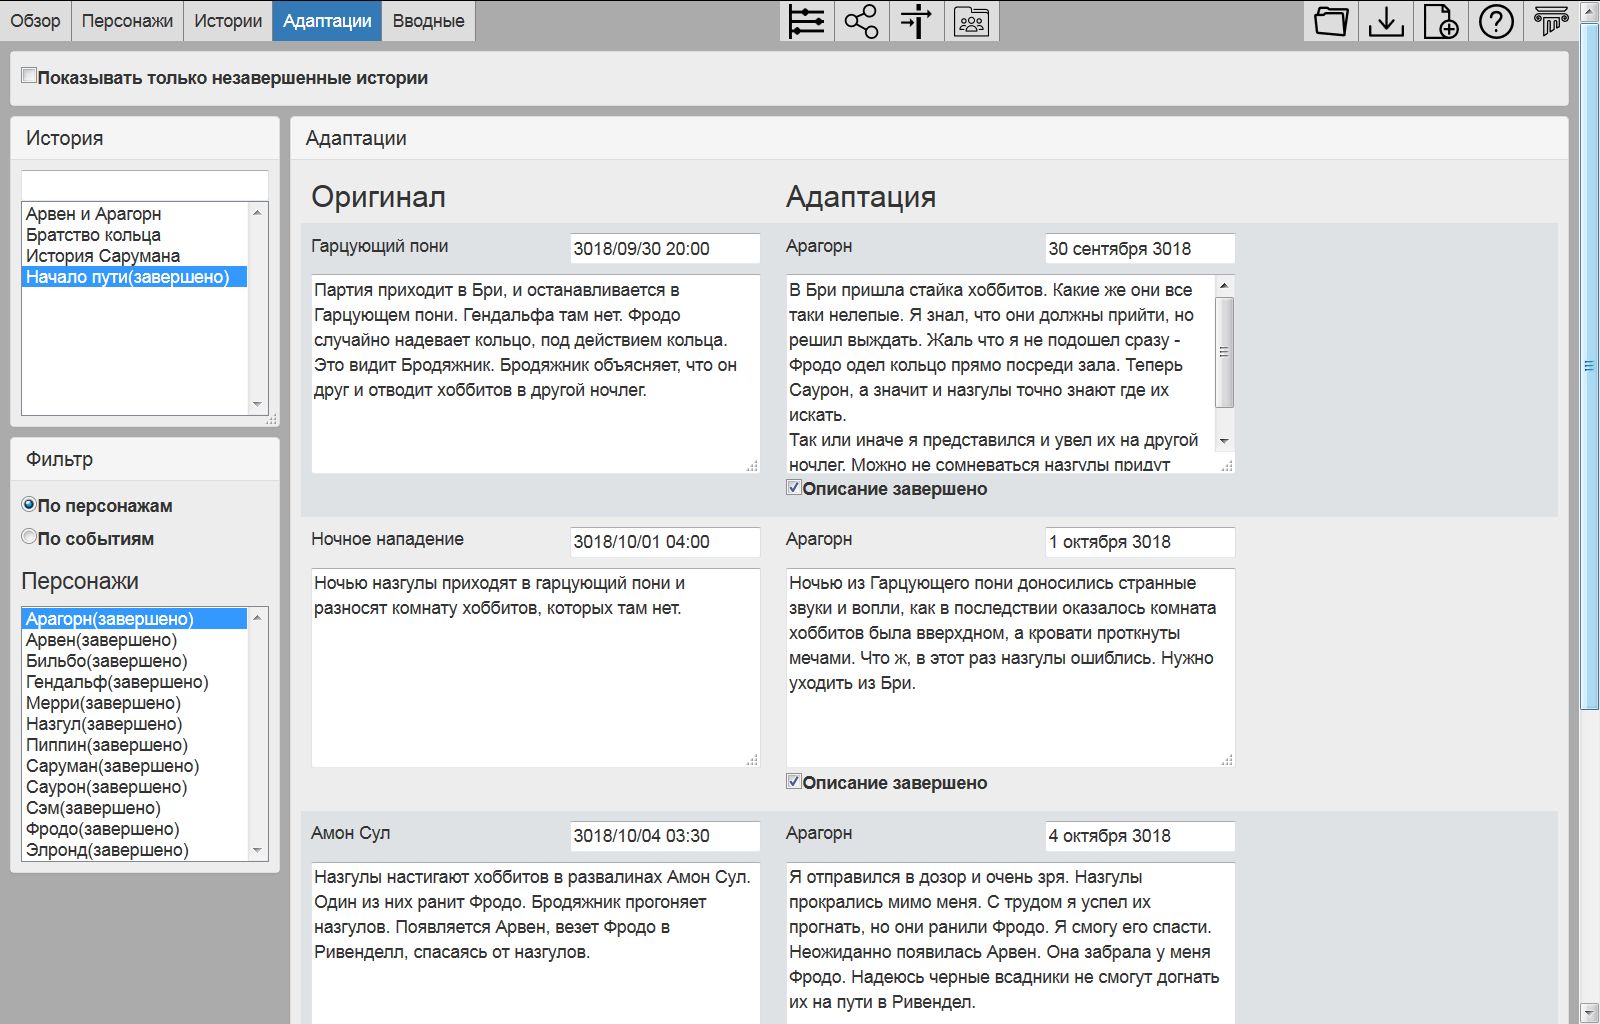 Обзор Персонажи Истории Адаптации Вводные
Показывать только незавершенные истории
История
Арвен и Арагорн
Братство кольца
История Сарумана
Начало пути(завершено)
Фильтр
По персонажам
По событиям
Персонажи
Арагорн(завершено)
Арвен(завершено)
Бильбо(завершено)
Гендальф(завершено)
Мерри(завершено)
Назгул(завершено)
Пиппин(завершено)
Саруман(завершено)
Саурон(завершено)
Сэм(завершено)
Фродо(завершено)
Элронд(завершено)
Адаптации
Оригинал
Адаптация
Гарцующий пони
3018/09/30 20:00
Партия приходит в Бри, и останавливается в
Гарцующем пони. Гендальфа там нет. Фродо
случайно надевает кольцо, под действием кольца.
Это видит Бродяжник. Бродяжник объясняет, что он
друг и отводит хоббитов в другой ночлег.
Арагорн
30 сентября 3018
В Бри пришла стайка хоббитов. Какие же они все
таки нелепые. Я знал, что они должны прийти, но
решил выждать. Жаль что я не подошел сразу -
Фродо одел кольцо прямо посреди зала. Теперь
Саурон, а значит и назгулы точно знают где их
искать.
Так или иначе я представился и увел их на другой
ночлег. Можно не сомневаться назгулы придут
Описание завершено
Ночное нападение
3018/10/01 04:00
Ночью назгулы приходят в гарцующий пони и
разносят комнату хоббитов, которых там нет.
Арагорн
1 октября 3018
Ночью из Гарцующего пони доносились странные
звуки и вопли, как в последствии оказалось комната
хоббитов была вверхдном, а кровати проткнуты
мечами. Что ж, в этот раз назгулы ошиблись. Нужно
уходить из Бри.
Описание завершено
Амон Сул
3018/10/04 03:30
Назгулы настигают хоббитов в развалинах Амон Сул.
Один из них ранит Фродо. Бродяжник прогоняет
назгулов. Появляется Арвен, везет Фродо в
Ривенделл, спасаясь от назгулов.
Арагорн
4 октября 3018
Я отправился в дозор и очень зря. Назгулы
прокрались мимо меня. С трудом я успел их
прогнать, но они ранили Фродо. Я смогу его спасти.
Неожиданно появилась Арвен. Она забрала у меня
Фродо. Надеюсь черные всадники не смогут догнать
их на пути в Ривендел.